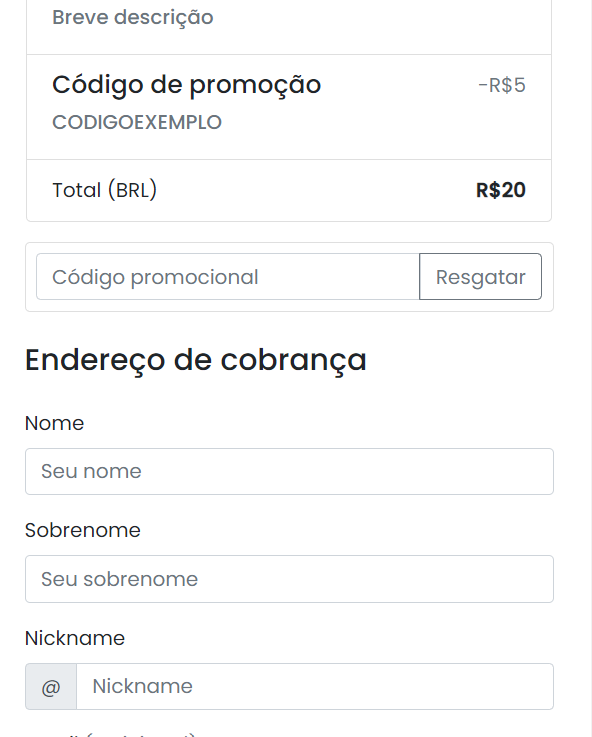 Breve descrição
Código de promoção
-R$5
CODIGOEXEMPLO
Total (BRL)
R$20
Código promocional
Resgatar
Endereço de cobrança
Nome
Seu nome
Sobrenome
Seu sobrenome
Nickname
@
Nickname